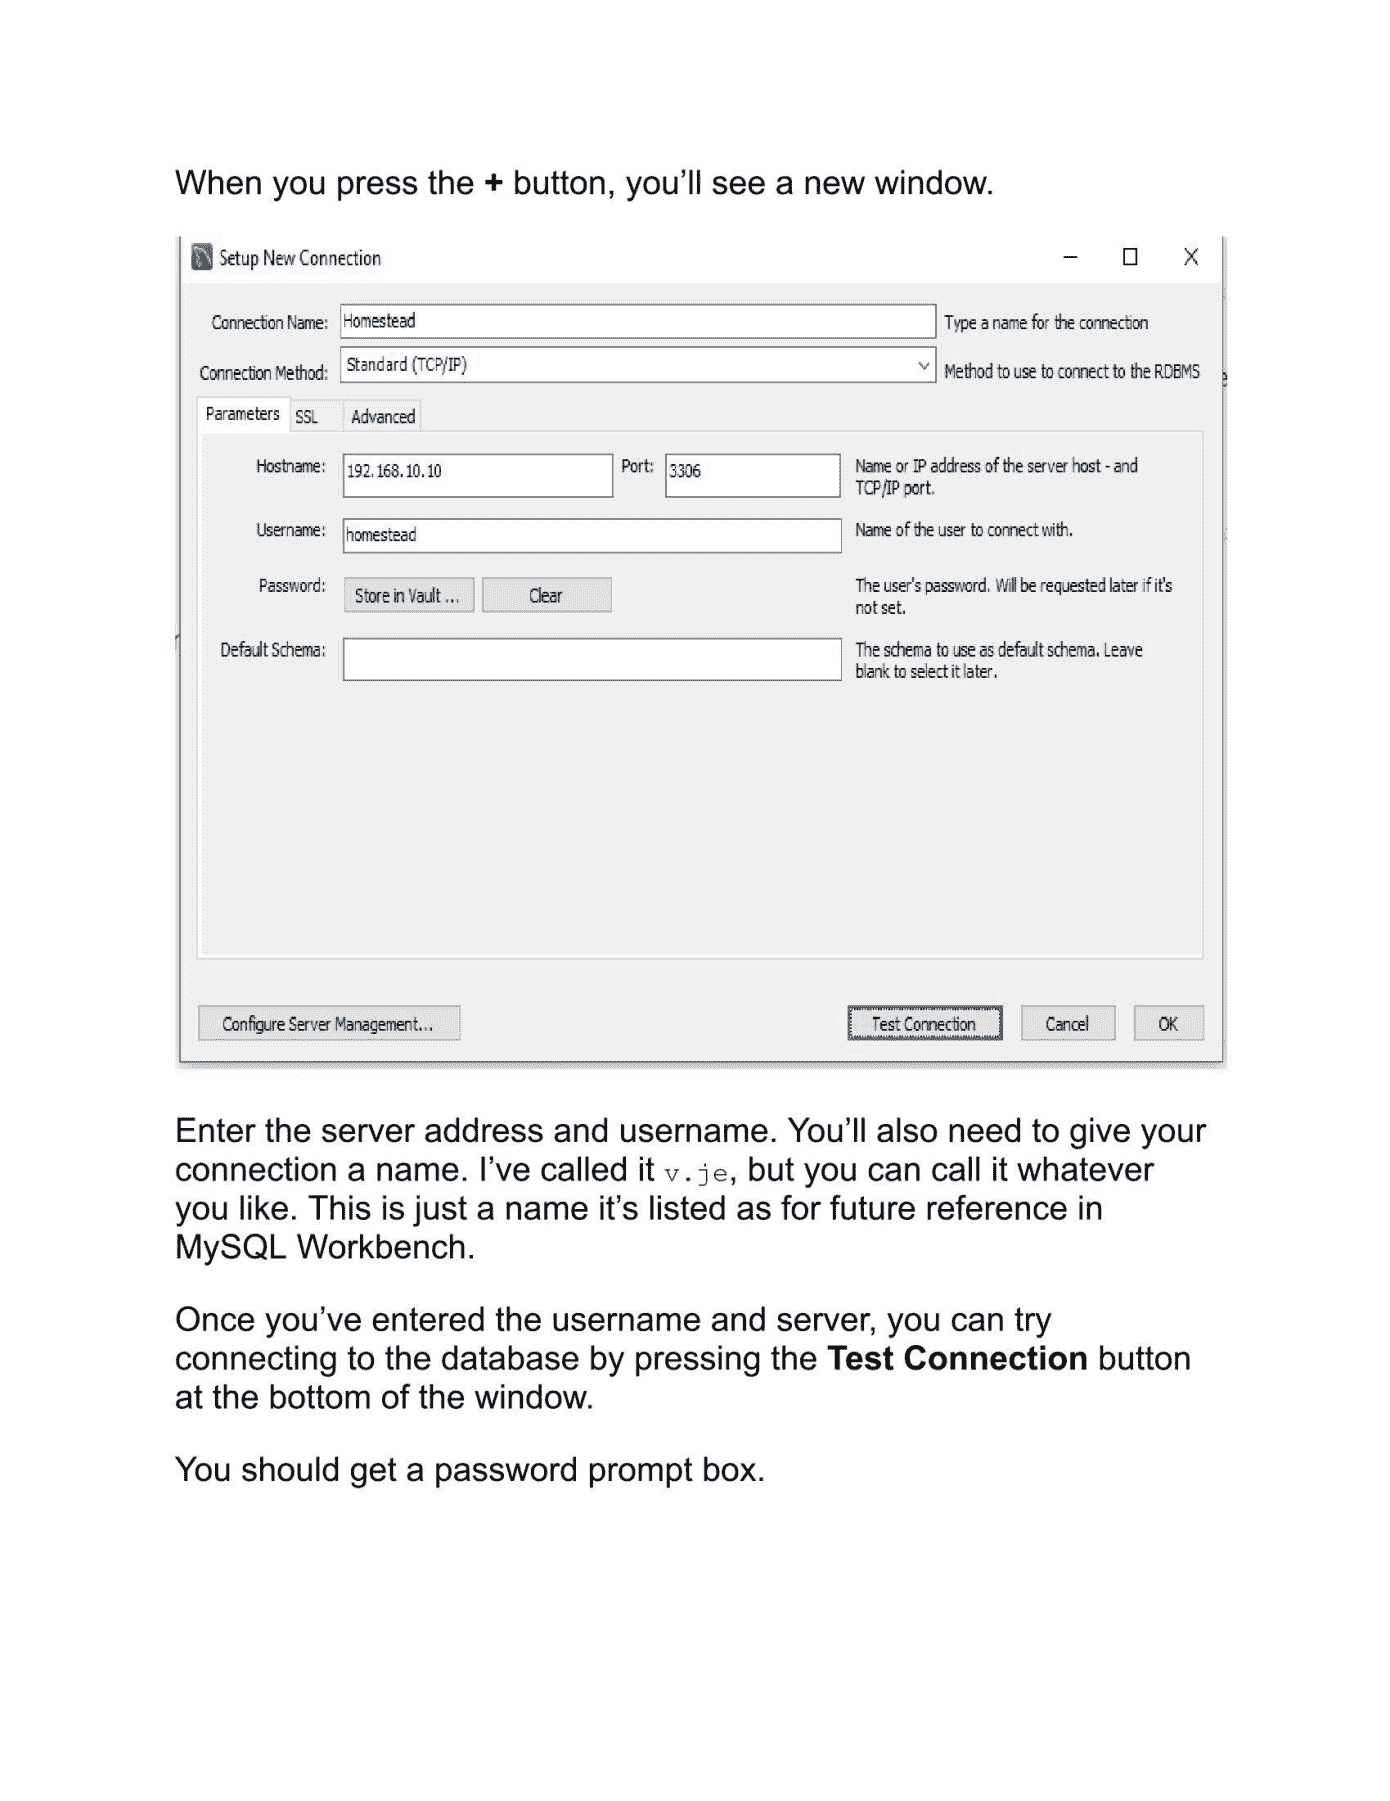 When you press the + button, you’ll see a new window.
Setup New Connection
Connection Name: Homestead Type a name for the connection
Connection Method: Standard (TCP/IP) Method to use to connect to the RDBMS
Parameters SSL Advanced
Hostname: 192.168.10.10 Port: 3306 Name or IP address of the server host - and
TCP/IP port.
Username: homestead Name of the user to connect with.
Password: Store in Vault ... Clear The user's password. Will be requested later if it's
not set.
Default Schema: The schema to use as default schema. Leave
blank to select it later.
Configure Server Management... Test Connection Cancel OK
Enter the server address and username. You’ll also need to give your
connection a name. I’ve called it v.je, but you can call it whatever
you like. This is just a name it’s listed as for future reference in
MySQL Workbench.
Once you’ve entered the username and server, you can try
connecting to the database by pressing the Test Connection button
at the bottom of the window.
You should get a password prompt box.